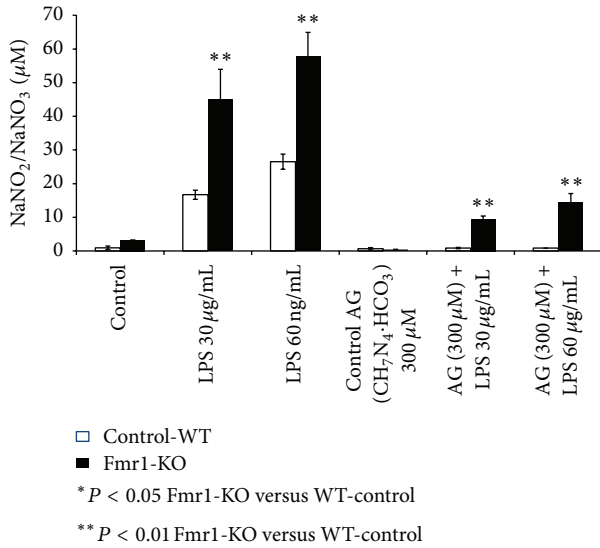 NaNO₂/NaNO₃ (µM)
70
60
50
40
30
20
10
0
**
**
**
**
Control
LPS 30 µg/mL
LPS 60 ng/mL
Control AG
(CH₇N₄·HCO₃)
300 µM
AG (300 µM) +
LPS 30 µg/mL
AG (300 µM) +
LPS 60 µg/mL
Control-WT
Fmr1-KO
*P < 0.05 Fmr1-KO versus WT-control
**P < 0.01 Fmr1-KO versus WT-control